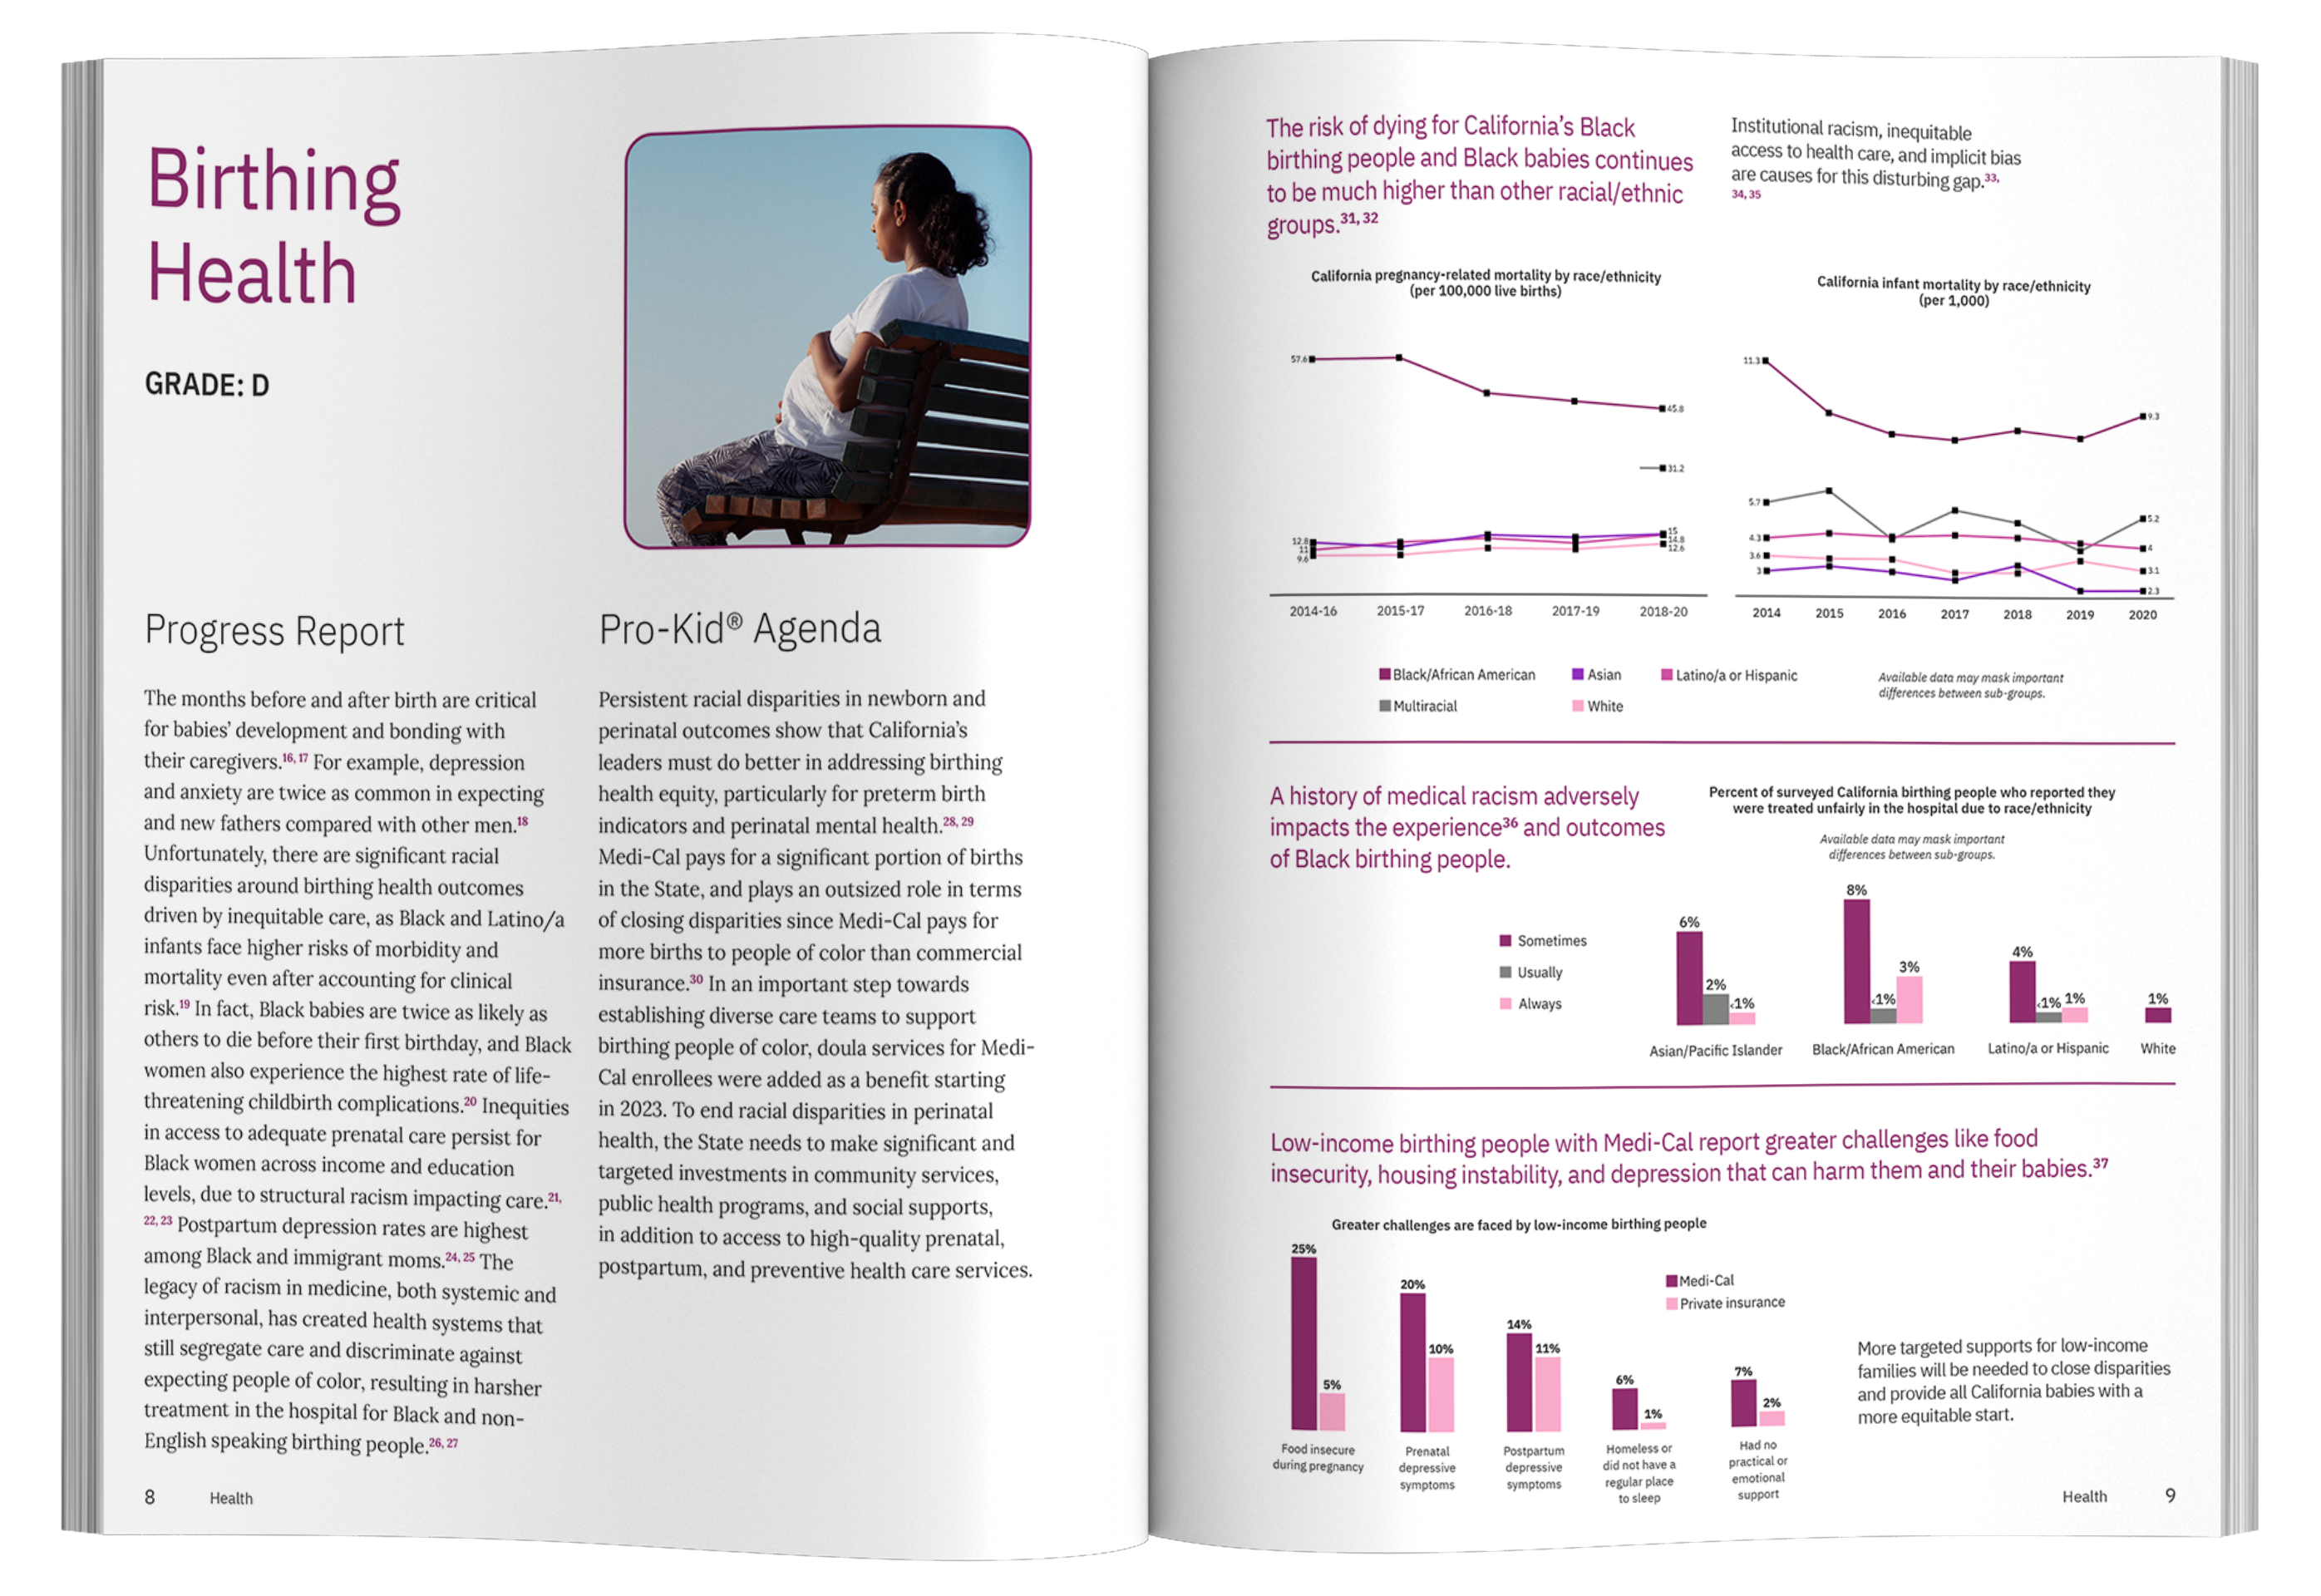 Birthing
Health
GRADE: D
Progress Report
The months before and after birth are critical
for babies' development and bonding with
their caregivers.16, 17 For example, depression
and anxiety are twice as common in expecting
and new fathers compared with other men.18
Unfortunately, there are significant racial
disparities around birthing health outcomes
driven by inequitable care, as Black and Latino/a
infants face higher risks of morbidity and
mortality even after accounting for clinical
risk.19 In fact, Black babies are twice as likely as
others to die before their first birthday, and Black
women also experience the highest rate of life-
threatening childbirth complications.20 Inequities
in access to adequate prenatal care persist for
Black women across income and education
levels, due to structural racism impacting care.21,
22, 23 Postpartum depression rates are highest
among Black and immigrant moms.24, 25 The
legacy of racism in medicine, both systemic and
interpersonal, has created health systems that
still segregate care and discriminate against
expecting people of color, resulting in harsher
treatment in the hospital for Black and non-
English speaking birthing people.26, 27
Pro-Kid® Agenda
Persistent racial disparities in newborn and
perinatal outcomes show that California's
leaders must do better in addressing birthing
health equity, particularly for preterm birth
indicators and perinatal mental health.28, 29
Medi-Cal pays for a significant portion of births
in the State, and plays an outsized role in terms
of closing disparities since Medi-Cal pays for
more births to people of color than commercial
insurance.30 In an important step towards
establishing diverse care teams to support
birthing people of color, doula services for Medi-
Cal enrollees were added as a benefit starting
in 2023. To end racial disparities in perinatal
health, the State needs to make significant and
targeted investments in community services,
public health programs, and social supports,
in addition to access to high-quality prenatal,
postpartum, and preventive health care services.
8 Health
The risk of dying for California's Black
birthing people and Black babies continues
to be much higher than other racial/ethnic
groups.31, 32
Institutional racism, inequitable
access to health care, and implicit bias
are causes for this disturbing gap.33,
34, 35
California pregnancy-related mortality by race/ethnicity
(per 100,000 live births)
57.6
45.8
31.2
12.8
11
9.6
15
14.8
12.6
2014-16 2015-17 2016-18 2017-19 2018-20
California infant mortality by race/ethnicity
(per 1,000)
11.3
9.3
5.7
5.2
4.3
4
3.6
3.1
3
2.3
2014 2015 2016 2017 2018 2019 2020
Black/African American Asian Latino/a or Hispanic
Multiracial White
Available data may mask important
differences between sub-groups.
A history of medical racism adversely
impacts the experience36 and outcomes
of Black birthing people.
Percent of surveyed California birthing people who reported they
were treated unfairly in the hospital due to race/ethnicity
Available data may mask important
differences between sub-groups.
Sometimes
Usually
Always
6% 2% <1%
8% <1% 3%
4% <1% 1%
1%
Asian/Pacific Islander Black/African American Latino/a or Hispanic White
Low-income birthing people with Medi-Cal report greater challenges like food
insecurity, housing instability, and depression that can harm them and their babies.37
Greater challenges are faced by low-income birthing people
Medi-Cal
Private insurance
25% 5%
20% 10%
14% 11%
6% 1%
7% 2%
Food insecure
during pregnancy
Prenatal
depressive
symptoms
Postpartum
depressive
symptoms
Homeless or
did not have a
regular place
to sleep
Had no
practical or
emotional
support
More targeted supports for low-income
families will be needed to close disparities
and provide all California babies with a
more equitable start.
Health 9